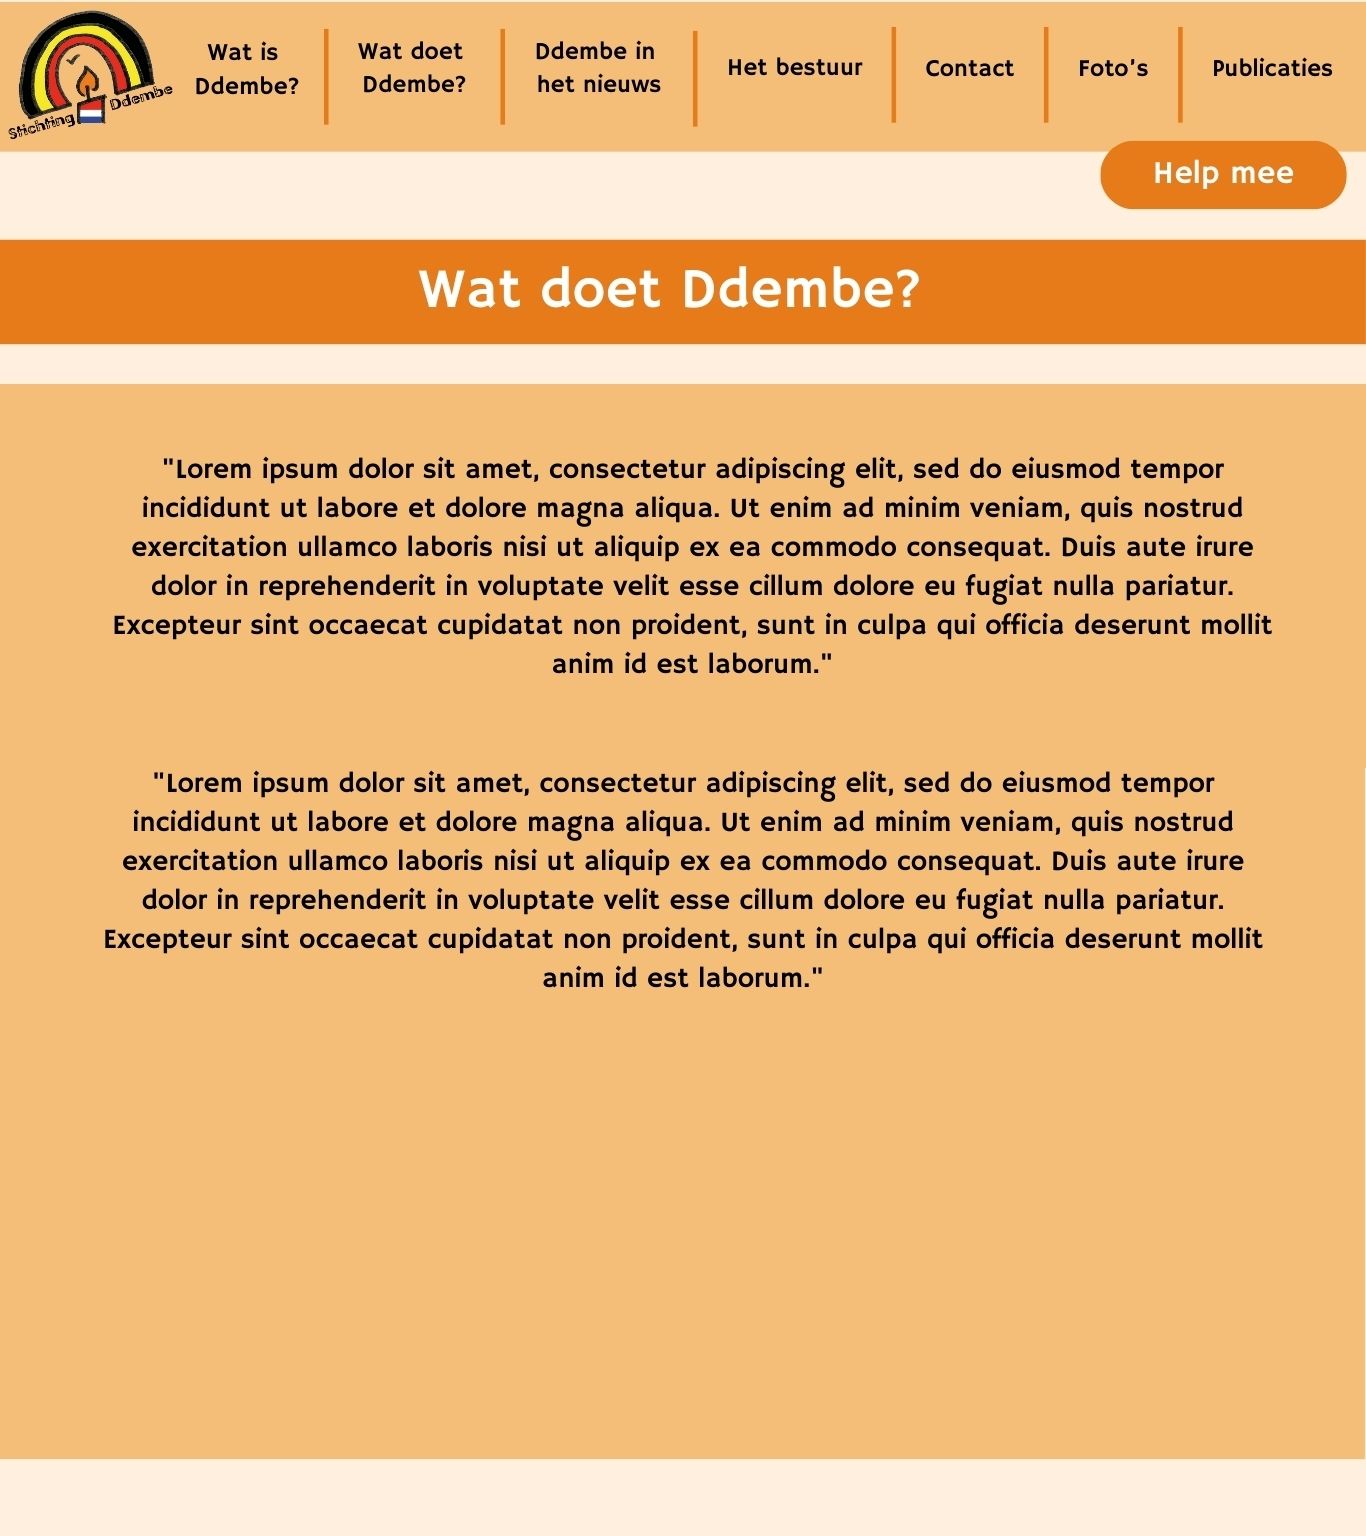 Stichting Ddembe
Wat is
Ddembe?
Wat doet
Ddembe?
Ddembe in
het nieuws
Het bestuur
Contact
Foto's
Publicaties
Help mee
Wat doet Ddembe?
"Lorem ipsum dolor sit amet, consectetur adipiscing elit, sed do eiusmod tempor
incididunt ut labore et dolore magna aliqua. Ut enim ad minim veniam, quis nostrud
exercitation ullamco laboris nisi ut aliquip ex ea commodo consequat. Duis aute irure
dolor in reprehenderit in voluptate velit esse cillum dolore eu fugiat nulla pariatur.
Excepteur sint occaecat cupidatat non proident, sunt in culpa qui officia deserunt mollit
anim id est laborum."
"Lorem ipsum dolor sit amet, consectetur adipiscing elit, sed do eiusmod tempor
incididunt ut labore et dolore magna aliqua. Ut enim ad minim veniam, quis nostrud
exercitation ullamco laboris nisi ut aliquip ex ea commodo consequat. Duis aute irure
dolor in reprehenderit in voluptate velit esse cillum dolore eu fugiat nulla pariatur.
Excepteur sint occaecat cupidatat non proident, sunt in culpa qui officia deserunt mollit
anim id est laborum."